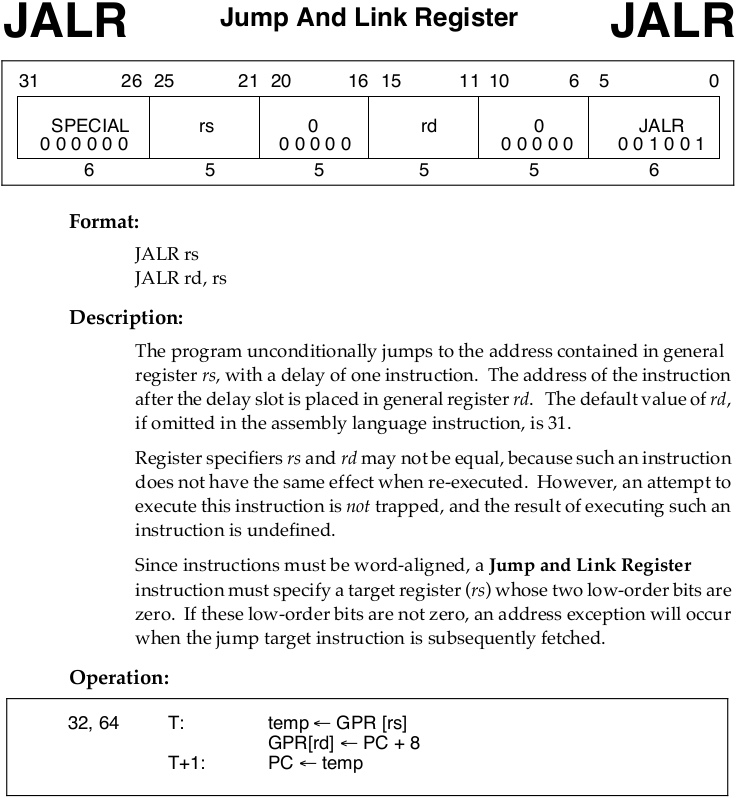 JALR Jump And Link Register JALR
31 26 25 21 20 16 15 11 10 6 5 0
SPECIAL rs 0 rd 0 JALR
0 0 0 0 0 0 0 0 0 0 0 0 0 0 0 0 0 0 1 0 0 1
6 5 5 5 5 6
Format:
JALR rs
JALR rd, rs
Description:
The program unconditionally jumps to the address contained in general
register rs, with a delay of one instruction. The address of the instruction
after the delay slot is placed in general register rd. The default value of rd,
if omitted in the assembly language instruction, is 31.
Register specifiers rs and rd may not be equal, because such an instruction
does not have the same effect when re-executed. However, an attempt to
execute this instruction is not trapped, and the result of executing such an
instruction is undefined.
Since instructions must be word-aligned, a Jump and Link Register
instruction must specify a target register (rs) whose two low-order bits are
zero. If these low-order bits are not zero, an address exception will occur
when the jump target instruction is subsequently fetched.
Operation:
32, 64 T: temp ← GPR [rs]
GPR[rd] ← PC + 8
T+1: PC ← temp